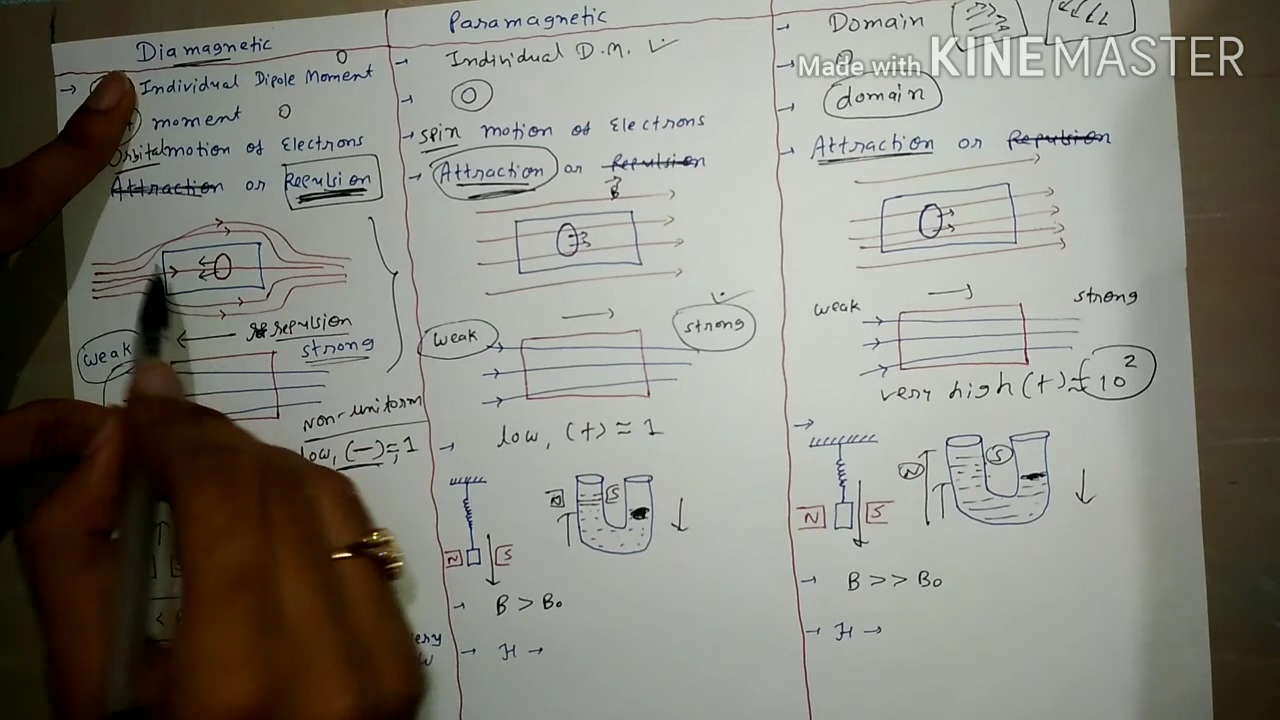 Diamagnetic
→ Individual Dipole Moment 0
moment 0
Orbital motion of Electrons
Attraction or Repulsion
repulsion
weak strong
Non-uniform
low, (-) ≈ 1
Paramagnetic
→ Individual D.M. ✓
→ 0
→ spin motion of Electrons
→ Attraction or Repulsion
weak → strong
→ low, (+) ≈ 1
N S
N S
→ B > B₀
→ H →
→ Domain
→ 0
→ domain
→ Attraction or Repulsion
weak → strong
very high (+) ≈ 10²
N S
N S
→ B >> B₀
→ H →
Made with KINEMASTER